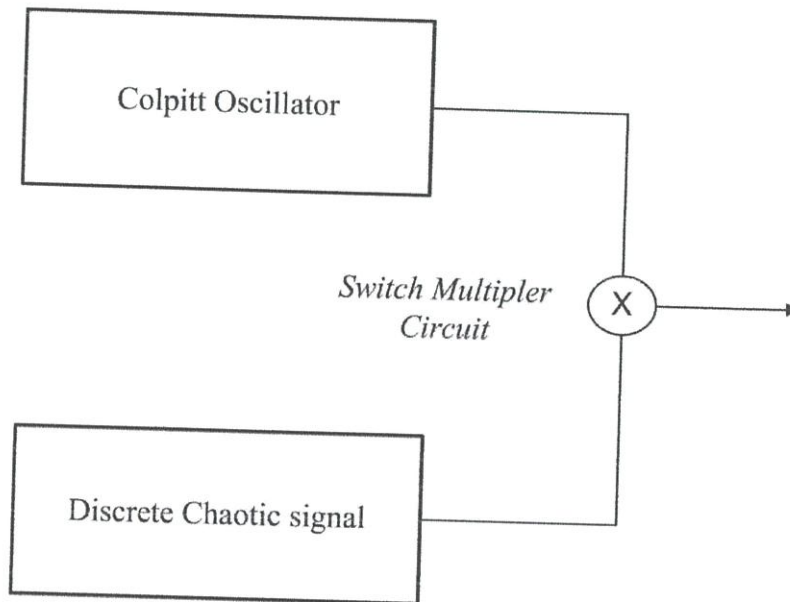 Colpitt Oscillator
Switch Multipler
Circuit
X
Discrete Chaotic signal